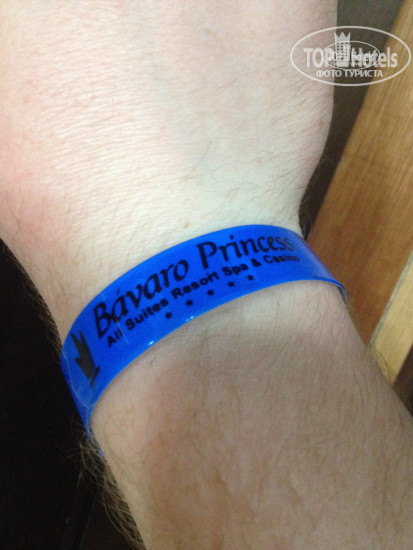 TOP Hotels
ФОТО ТУРИСТА
Bávaro Princess
All Suites Resort Spa & Casino
★ ★ ★ ★ ★